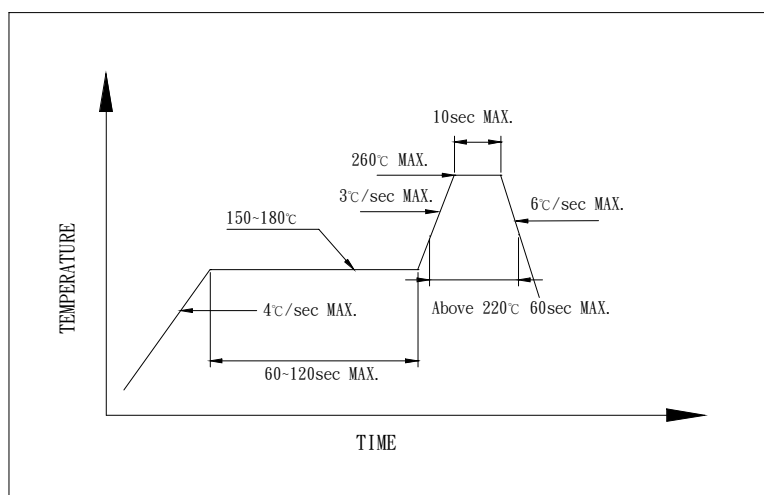 10sec MAX.
260℃ MAX.
3℃/sec MAX.
6℃/sec MAX.
150~180℃
TEMPERATURE
4℃/sec MAX.
Above 220℃ 60sec MAX.
60~120sec MAX.
TIME